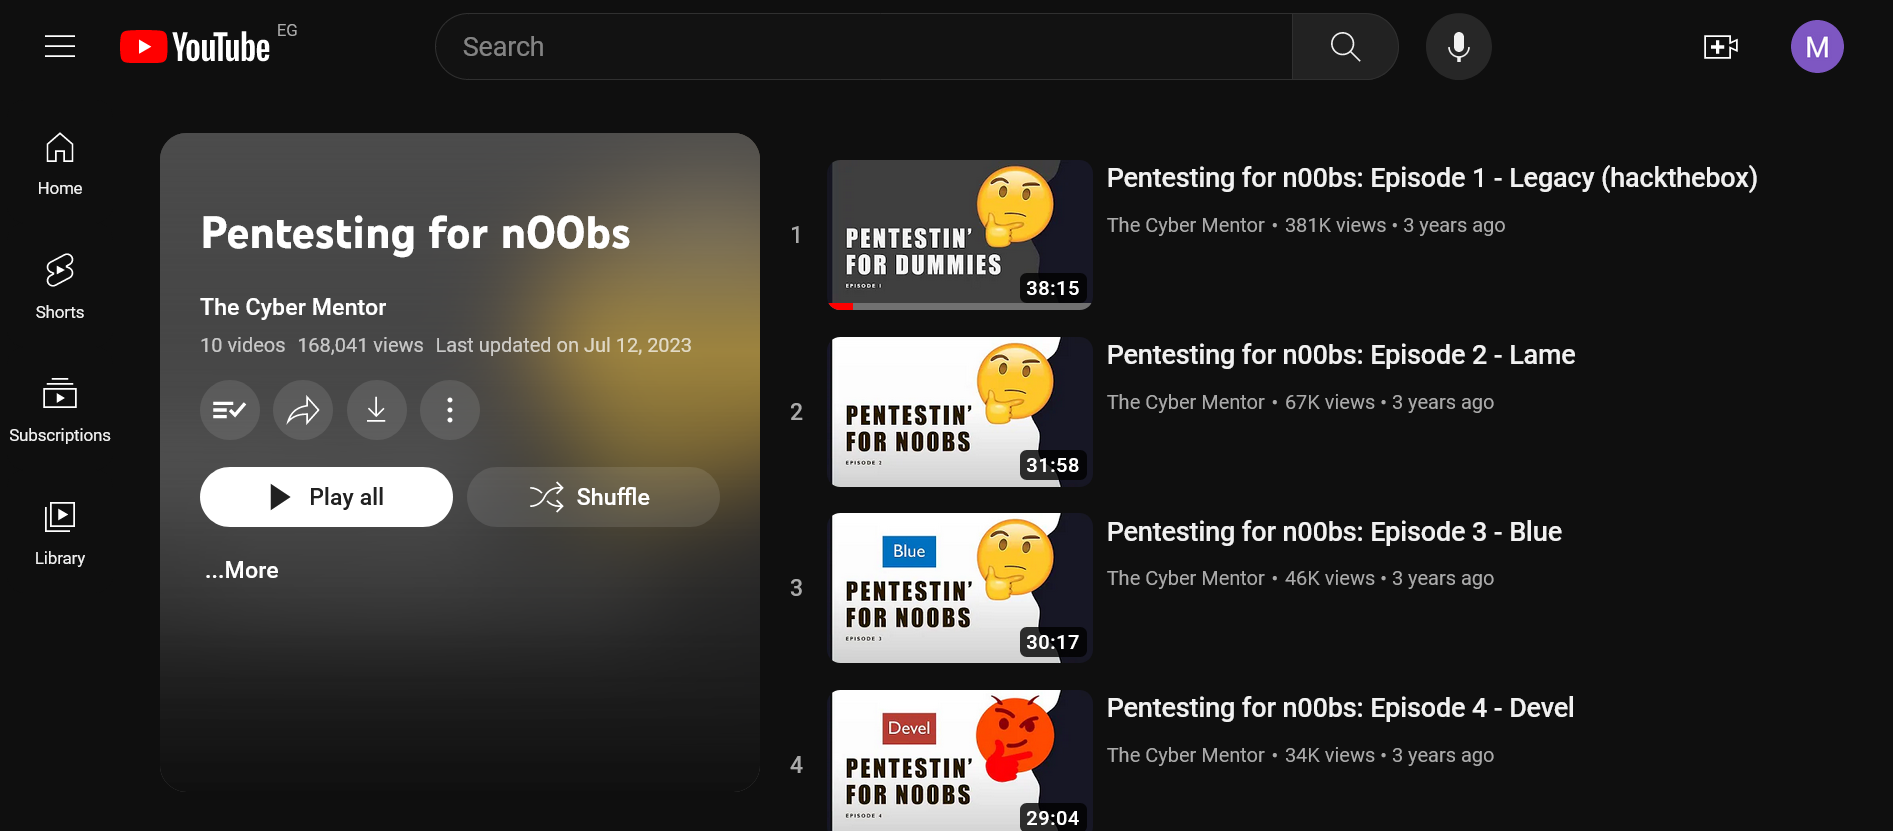 YouTube EG
Search
M
Home
Shorts
Subscriptions
Library
Pentesting for n00bs
The Cyber Mentor
10 videos 168,041 views Last updated on Jul 12, 2023
Play all
Shuffle
...More
1
PENTESTIN'
FOR DUMMIES
EPISODE 1
38:15
Pentesting for n00bs: Episode 1 - Legacy (hackthebox)
The Cyber Mentor • 381K views • 3 years ago
2
PENTESTIN'
FOR NOOBS
EPISODE 2
31:58
Pentesting for n00bs: Episode 2 - Lame
The Cyber Mentor • 67K views • 3 years ago
3
Blue
PENTESTIN'
FOR NOOBS
EPISODE 3
30:17
Pentesting for n00bs: Episode 3 - Blue
The Cyber Mentor • 46K views • 3 years ago
4
Devel
PENTESTIN'
FOR NOOBS
EPISODE 4
29:04
Pentesting for n00bs: Episode 4 - Devel
The Cyber Mentor • 34K views • 3 years ago